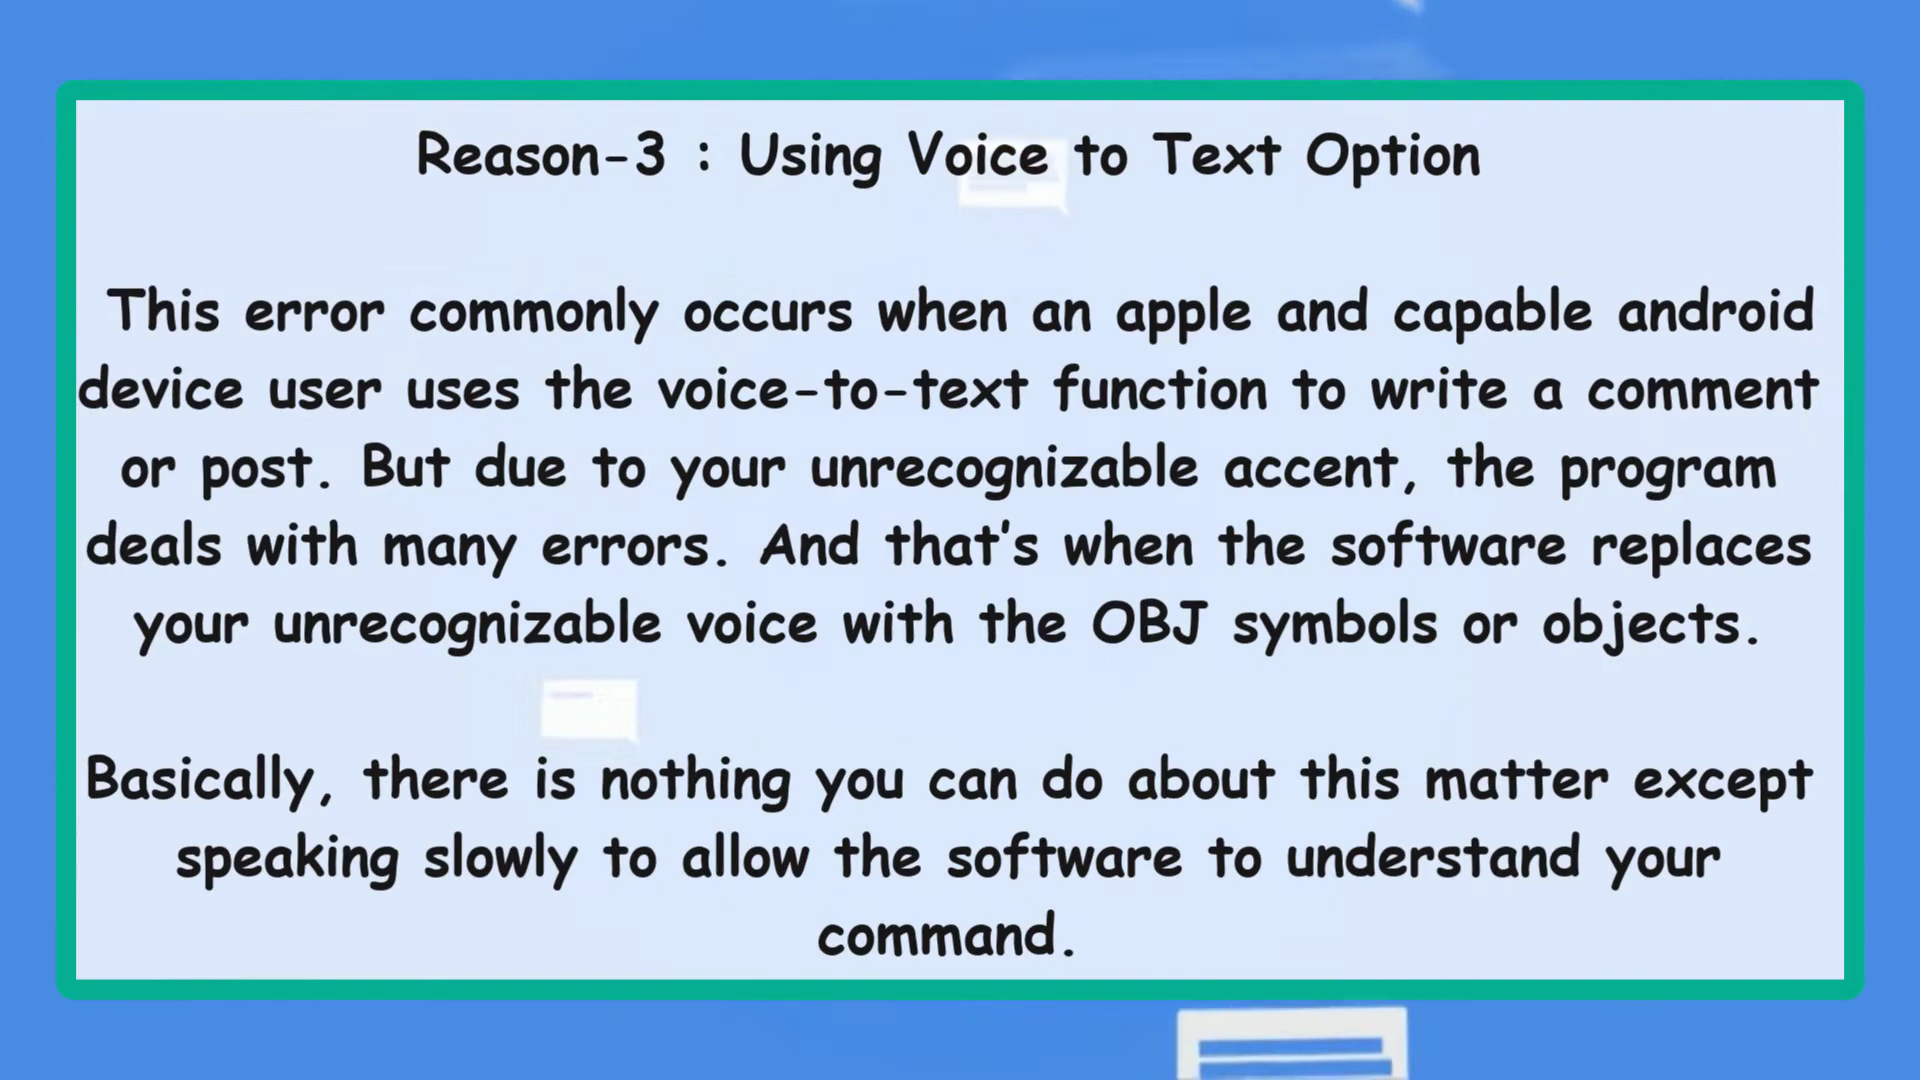 Reason-3 : Using Voice to Text Option
This error commonly occurs when an apple and capable android
device user uses the voice-to-text function to write a comment
or post. But due to your unrecognizable accent, the program
deals with many errors. And that's when the software replaces
your unrecognizable voice with the OBJ symbols or objects.
Basically, there is nothing you can do about this matter except
speaking slowly to allow the software to understand your
command.